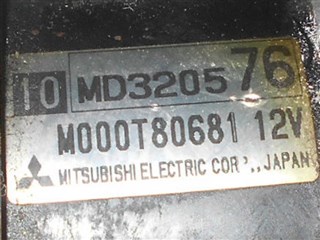 10 MD320576
M000T80681 12V
MITSUBISHI ELECTRIC COR'., JAPAN